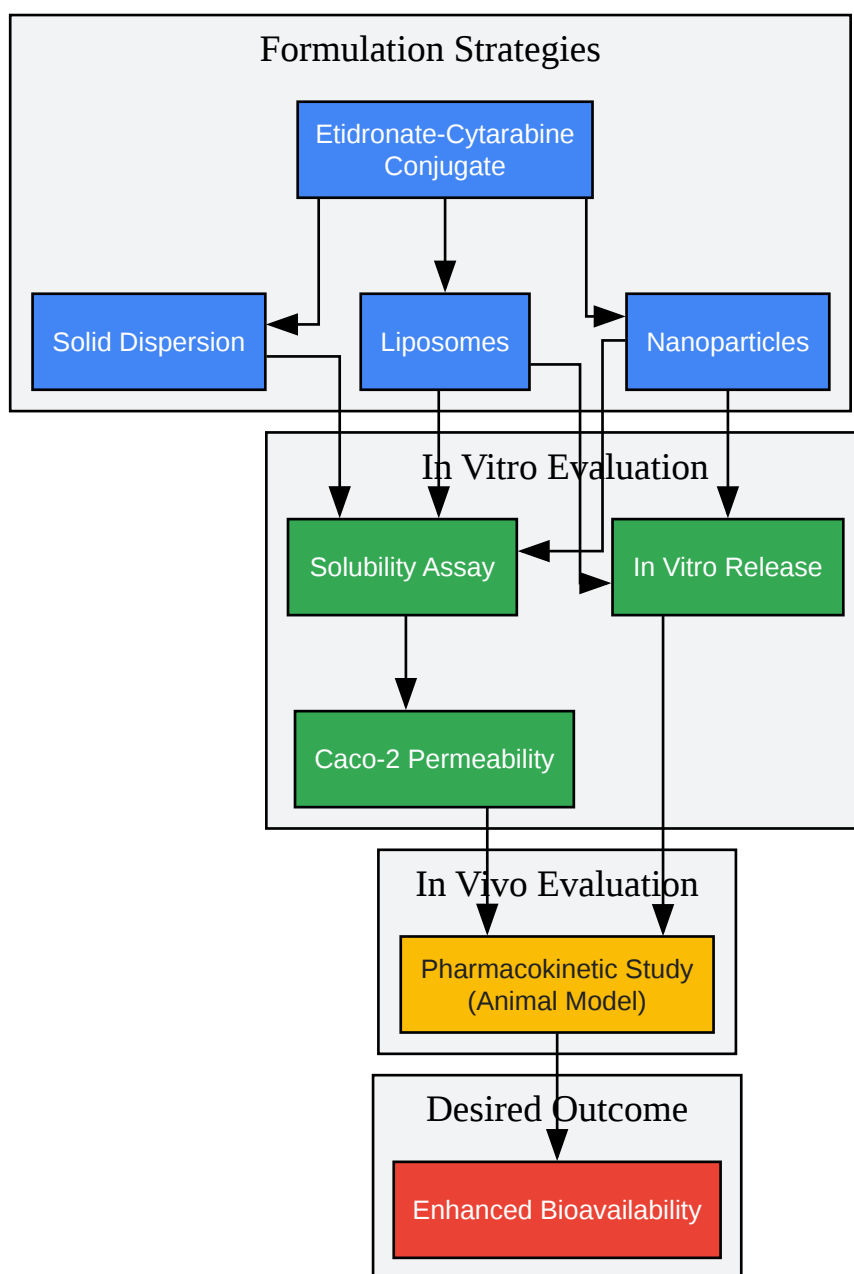 Formulation Strategies
Etidronate-Cytarabine
Conjugate
Solid Dispersion
Liposomes
Nanoparticles
In Vitro Evaluation
Solubility Assay
In Vitro Release
Caco-2 Permeability
In Vivo Evaluation
Pharmacokinetic Study
(Animal Model)
Desired Outcome
Enhanced Bioavailability